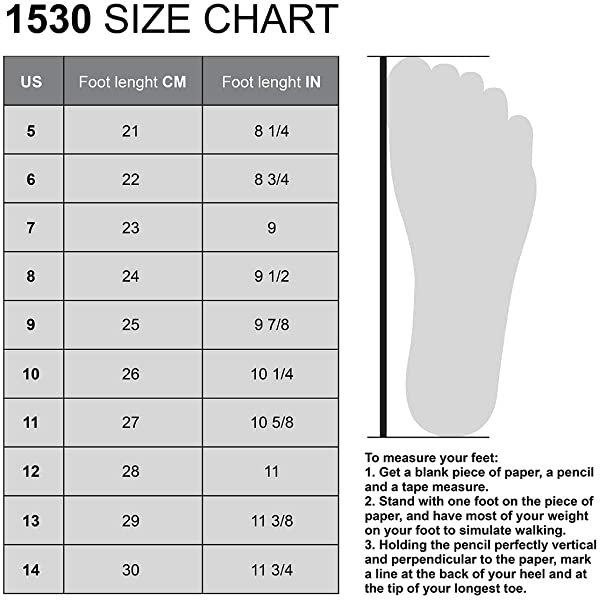 1530 SIZE CHART
US Foot lenght CM Foot lenght IN
5 21 8 1/4
6 22 8 3/4
7 23 9
8 24 9 1/2
9 25 9 7/8
10 26 10 1/4
11 27 10 5/8
12 28 11
13 29 11 3/8
14 30 11 3/4
To measure your feet:
1. Get a blank piece of paper, a pencil
and a tape measure.
2. Stand with one foot on the piece of
paper, and have most of your weight
on your foot to simulate walking.
3. Holding the pencil perfectly vertical
and perpendicular to the paper, mark
a line at the back of your heel and at
the tip of your longest toe.